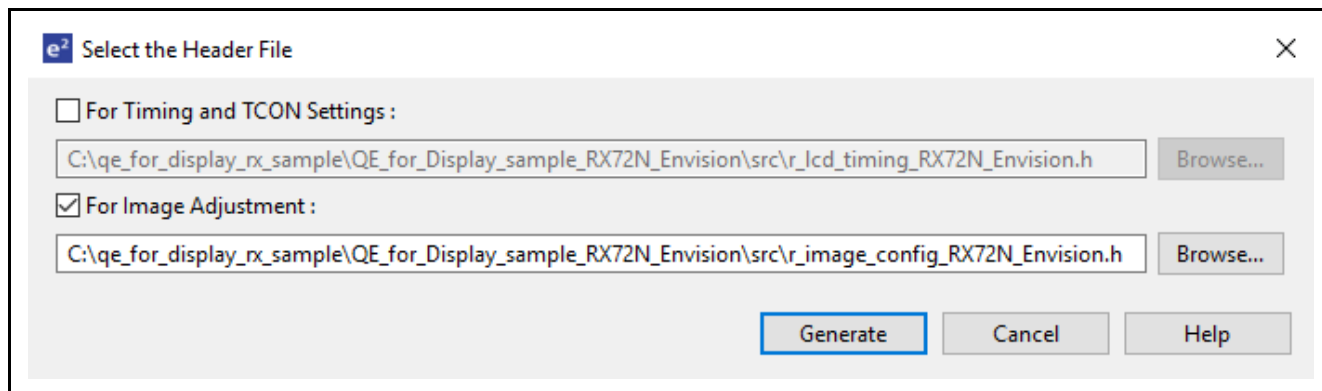 e² Select the Header File
For Timing and TCON Settings :
C:\qe_for_display_rx_sample\QE_for_Display_sample_RX72N_Envision\src\r_lcd_timing_RX72N_Envision.h Browse...
For Image Adjustment :
C:\qe_for_display_rx_sample\QE_for_Display_sample_RX72N_Envision\src\r_image_config_RX72N_Envision.h Browse...
Generate Cancel Help